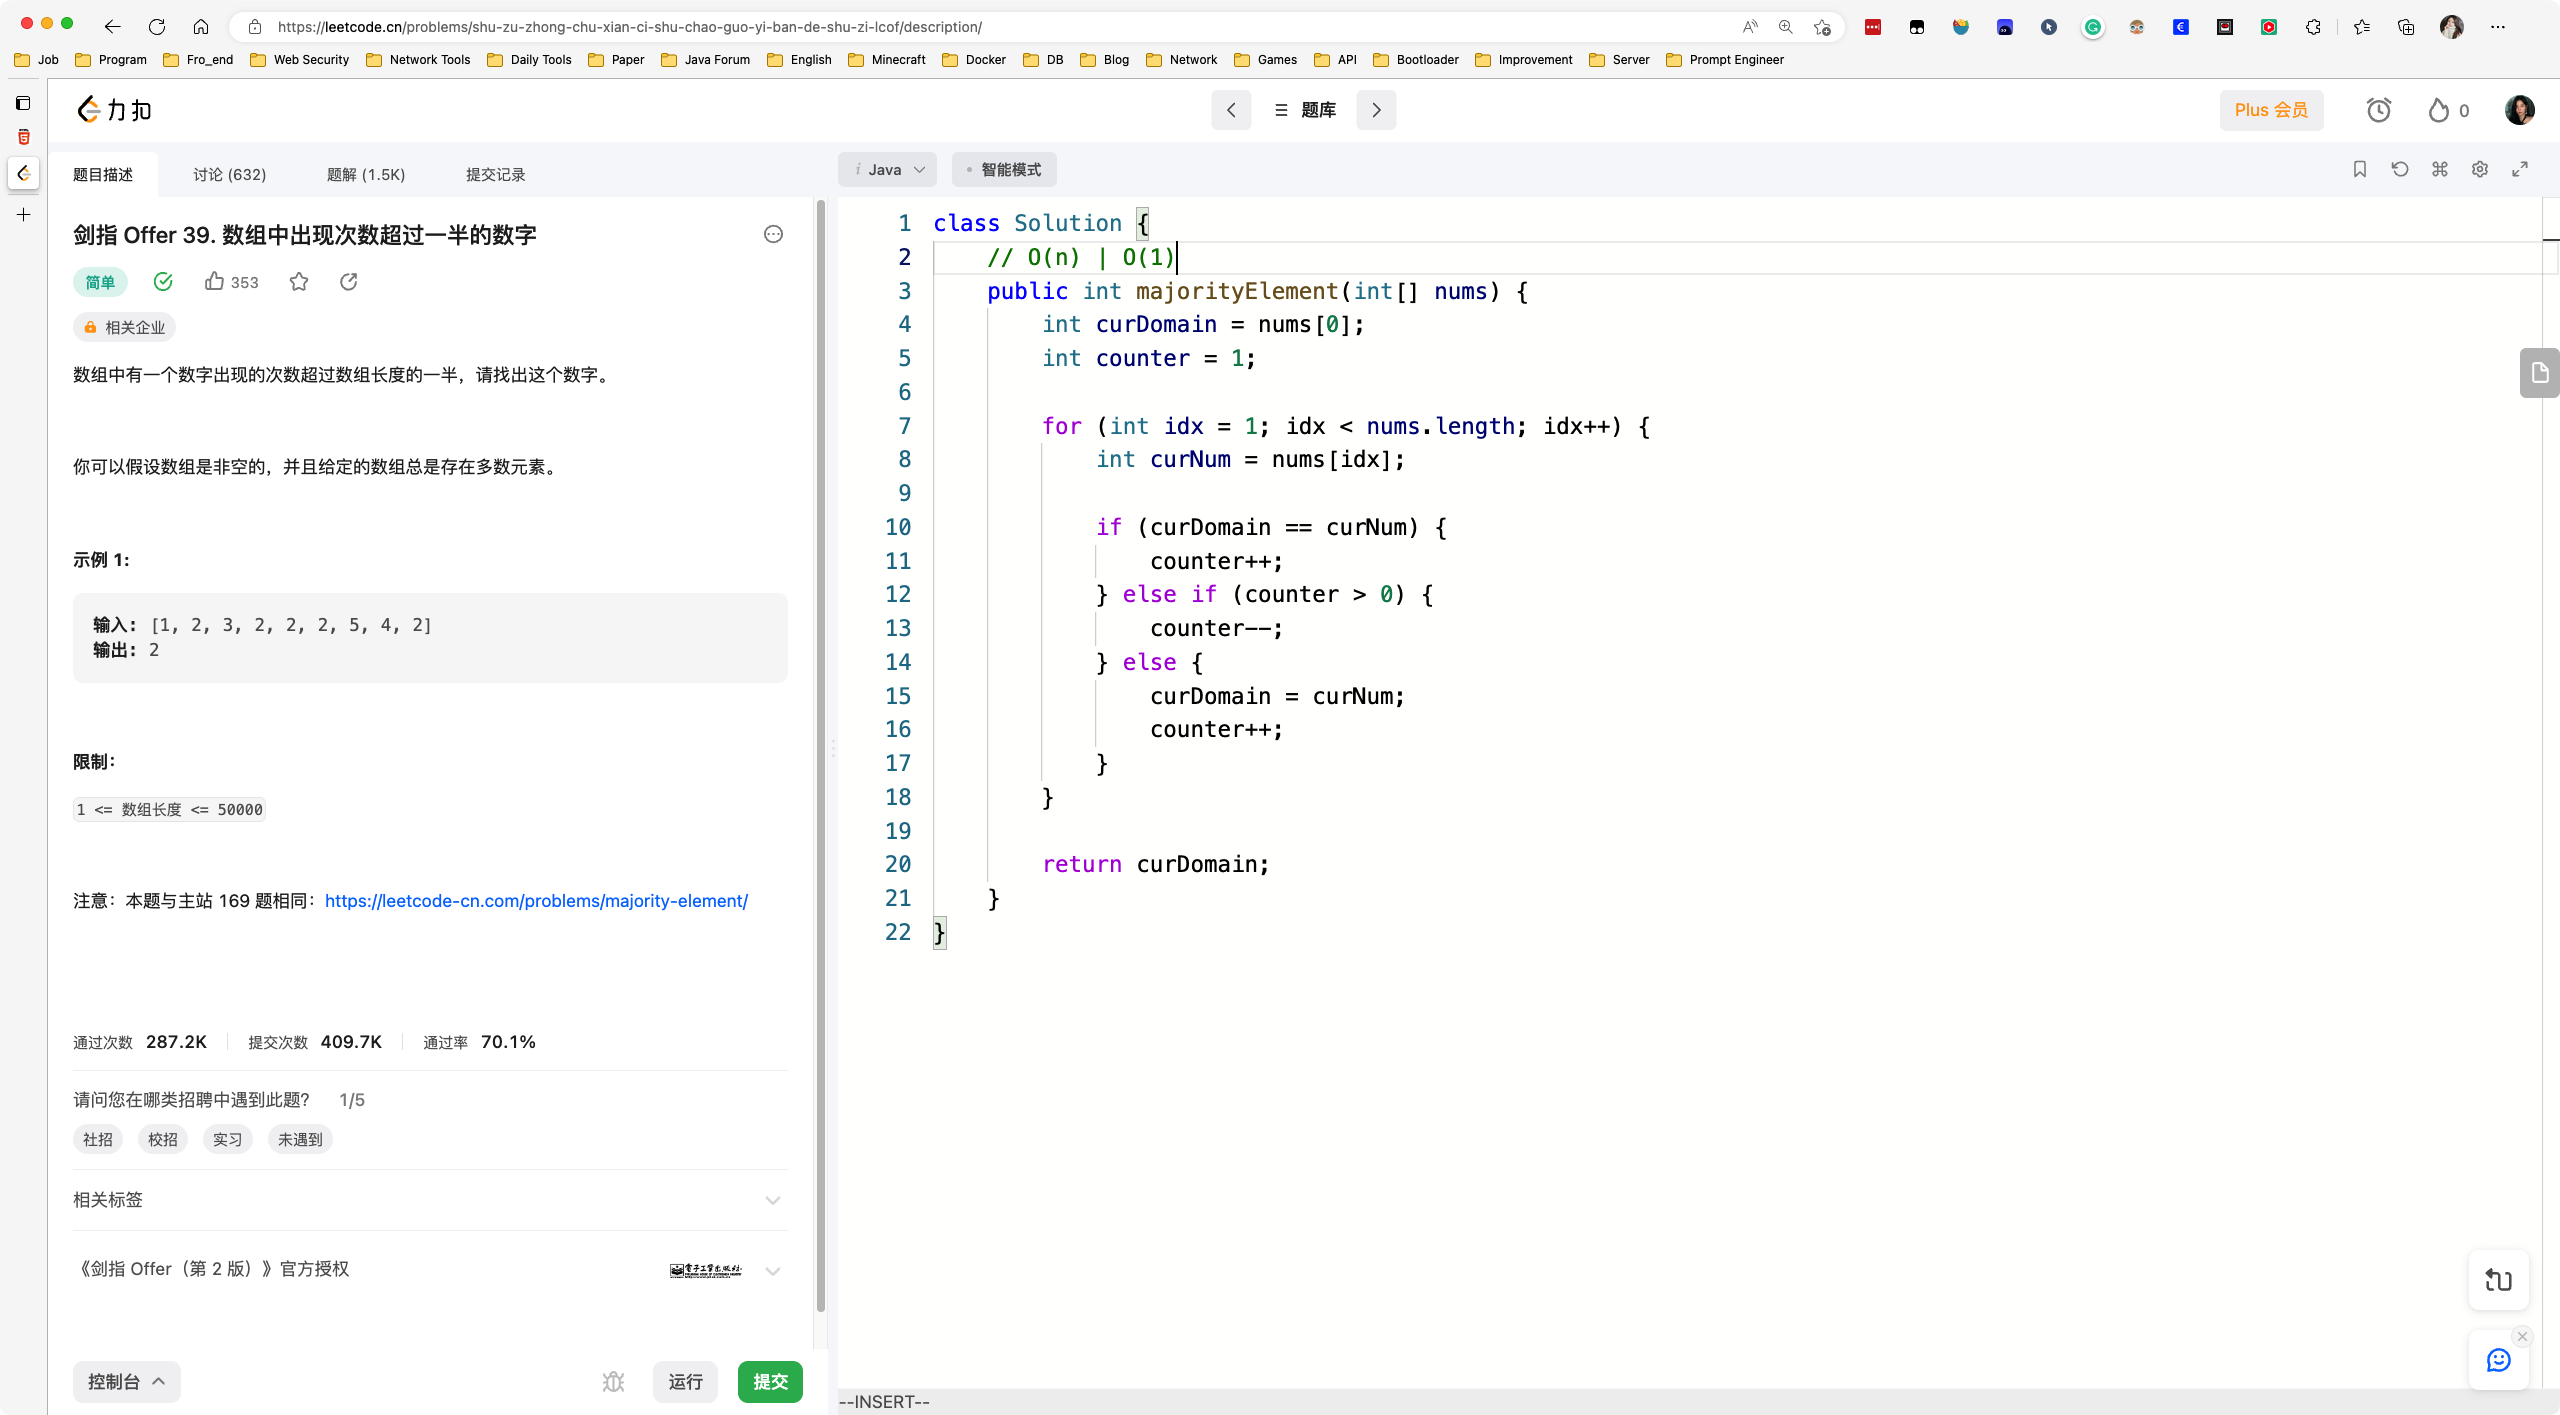 https://leetcode.cn/problems/shu-zu-zhong-chu-xian-ci-shu-chao-guo-yi-ban-de-shu-zi-lcof/description/
Job Program Fro_end Web Security Network Tools Daily Tools Paper Java Forum English Minecraft Docker DB Blog Network Games API Bootloader Improvement Server Prompt Engineer
力扣
题库
Plus 会员
0
题目描述 讨论 (632) 题解 (1.5K) 提交记录
剑指 Offer 39. 数组中出现次数超过一半的数字
简单 353
相关企业
数组中有一个数字出现的次数超过数组长度的一半，请找出这个数字。
你可以假设数组是非空的，并且给定的数组总是存在多数元素。
示例 1:
输入: [1, 2, 3, 2, 2, 2, 5, 4, 2]
输出: 2
限制：
1 <= 数组长度 <= 50000
注意：本题与主站 169 题相同：https://leetcode-cn.com/problems/majority-element/
通过次数 287.2K 提交次数 409.7K 通过率 70.1%
请问您在哪类招聘中遇到此题？ 1/5
社招 校招 实习 未遇到
相关标签
《剑指 Offer（第 2 版）》官方授权
电子工业出版社
控制台 运行 提交
i Java 智能模式
1 class Solution {
2 // O(n) | O(1)
3 public int majorityElement(int[] nums) {
4 int curDomain = nums[0];
5 int counter = 1;
6
7 for (int idx = 1; idx < nums.length; idx++) {
8 int curNum = nums[idx];
9
10 if (curDomain == curNum) {
11 counter++;
12 } else if (counter > 0) {
13 counter--;
14 } else {
15 curDomain = curNum;
16 counter++;
17 }
18 }
19
20 return curDomain;
21 }
22 }
--INSERT--